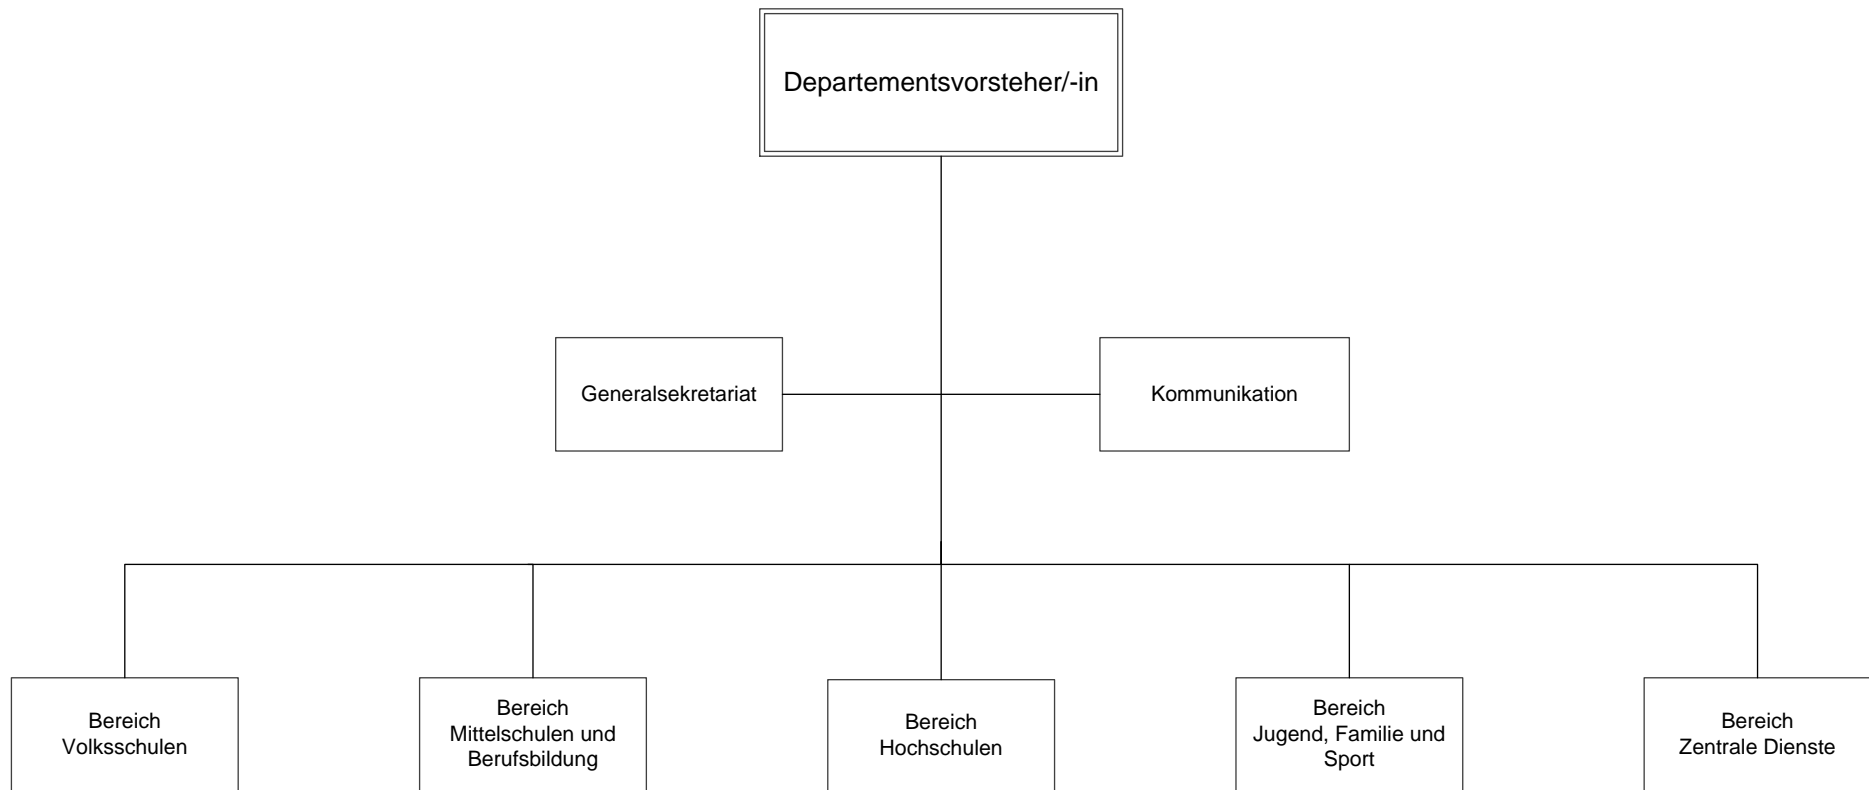 Departementsvorsteher/-in
Generalsekretariat
Kommunikation
Bereich
Volksschulen
Bereich
Mittelschulen und
Berufsbildung
Bereich
Hochschulen
Bereich
Jugend, Familie und
Sport
Bereich
Zentrale Dienste